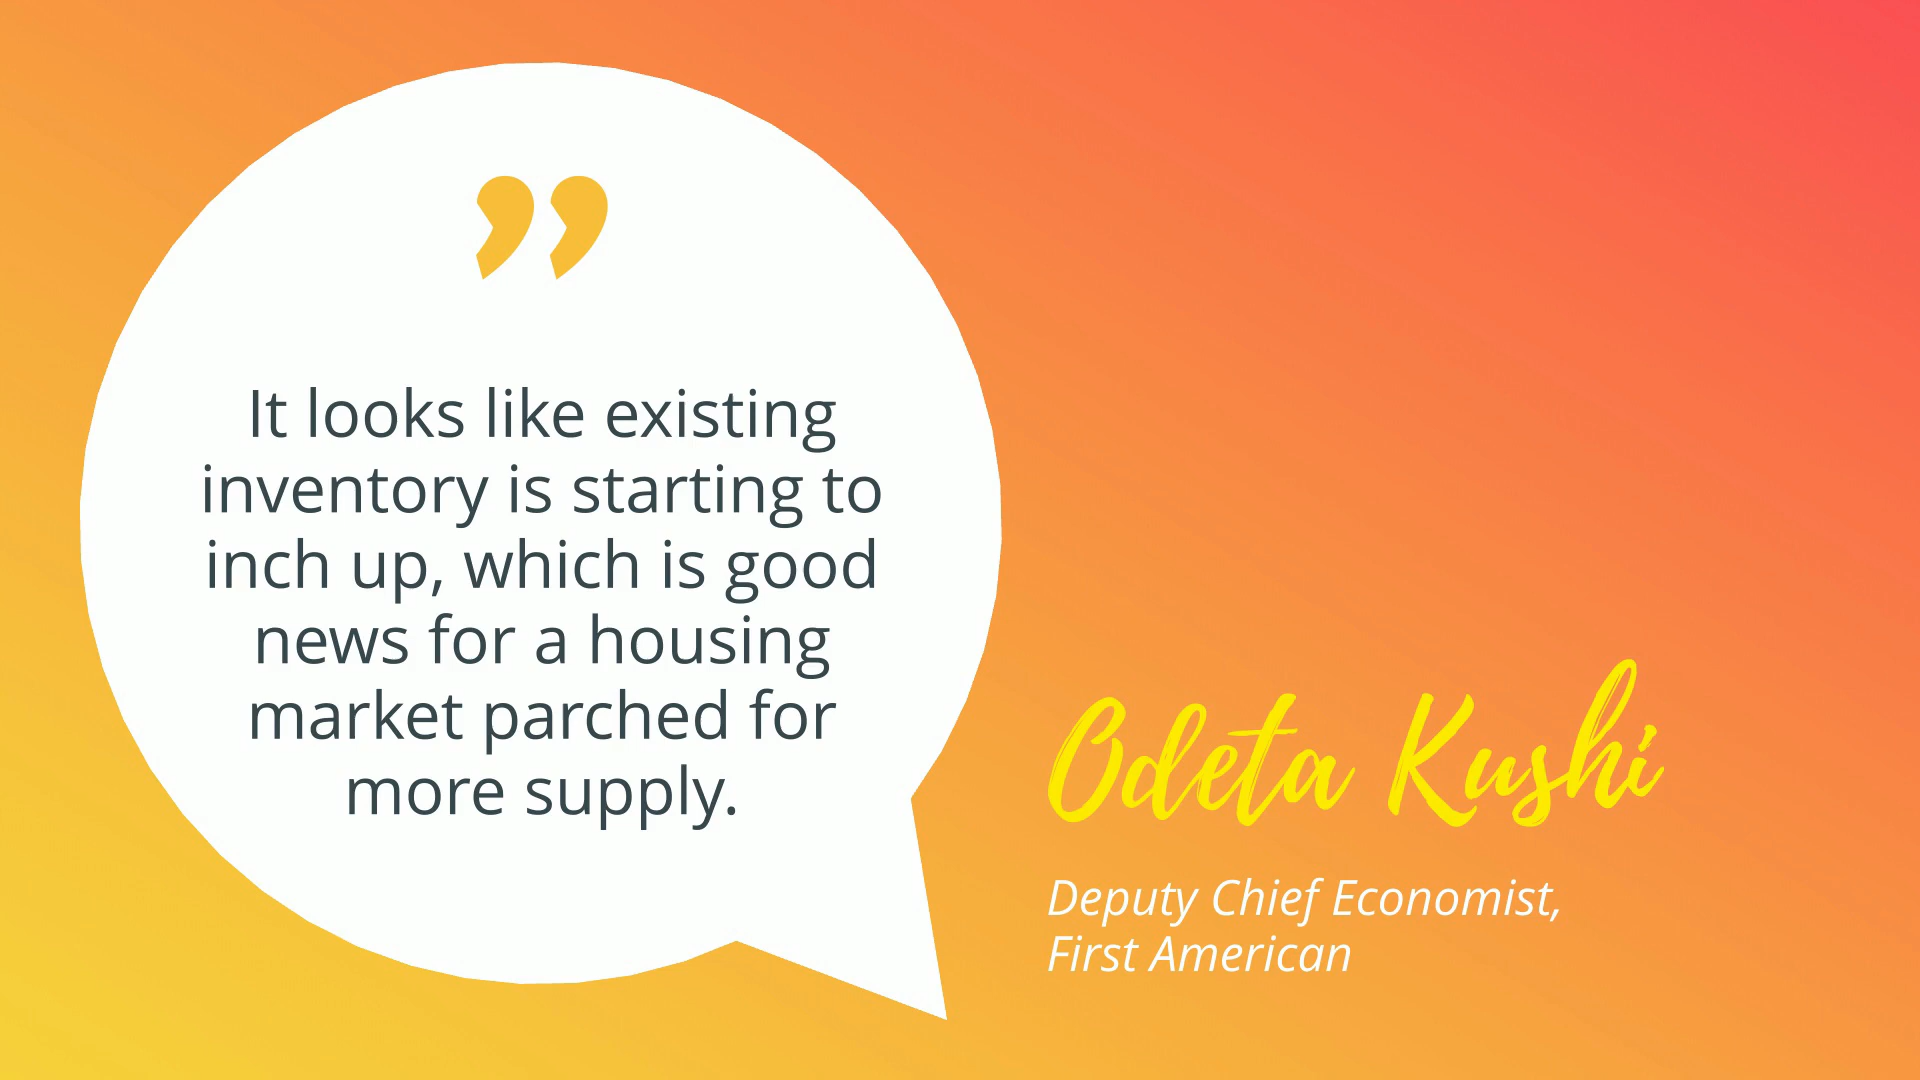 ”
It looks like existing
inventory is starting to
inch up, which is good
news for a housing
market parched for
more supply.
Odeta Kushi
Deputy Chief Economist,
First American